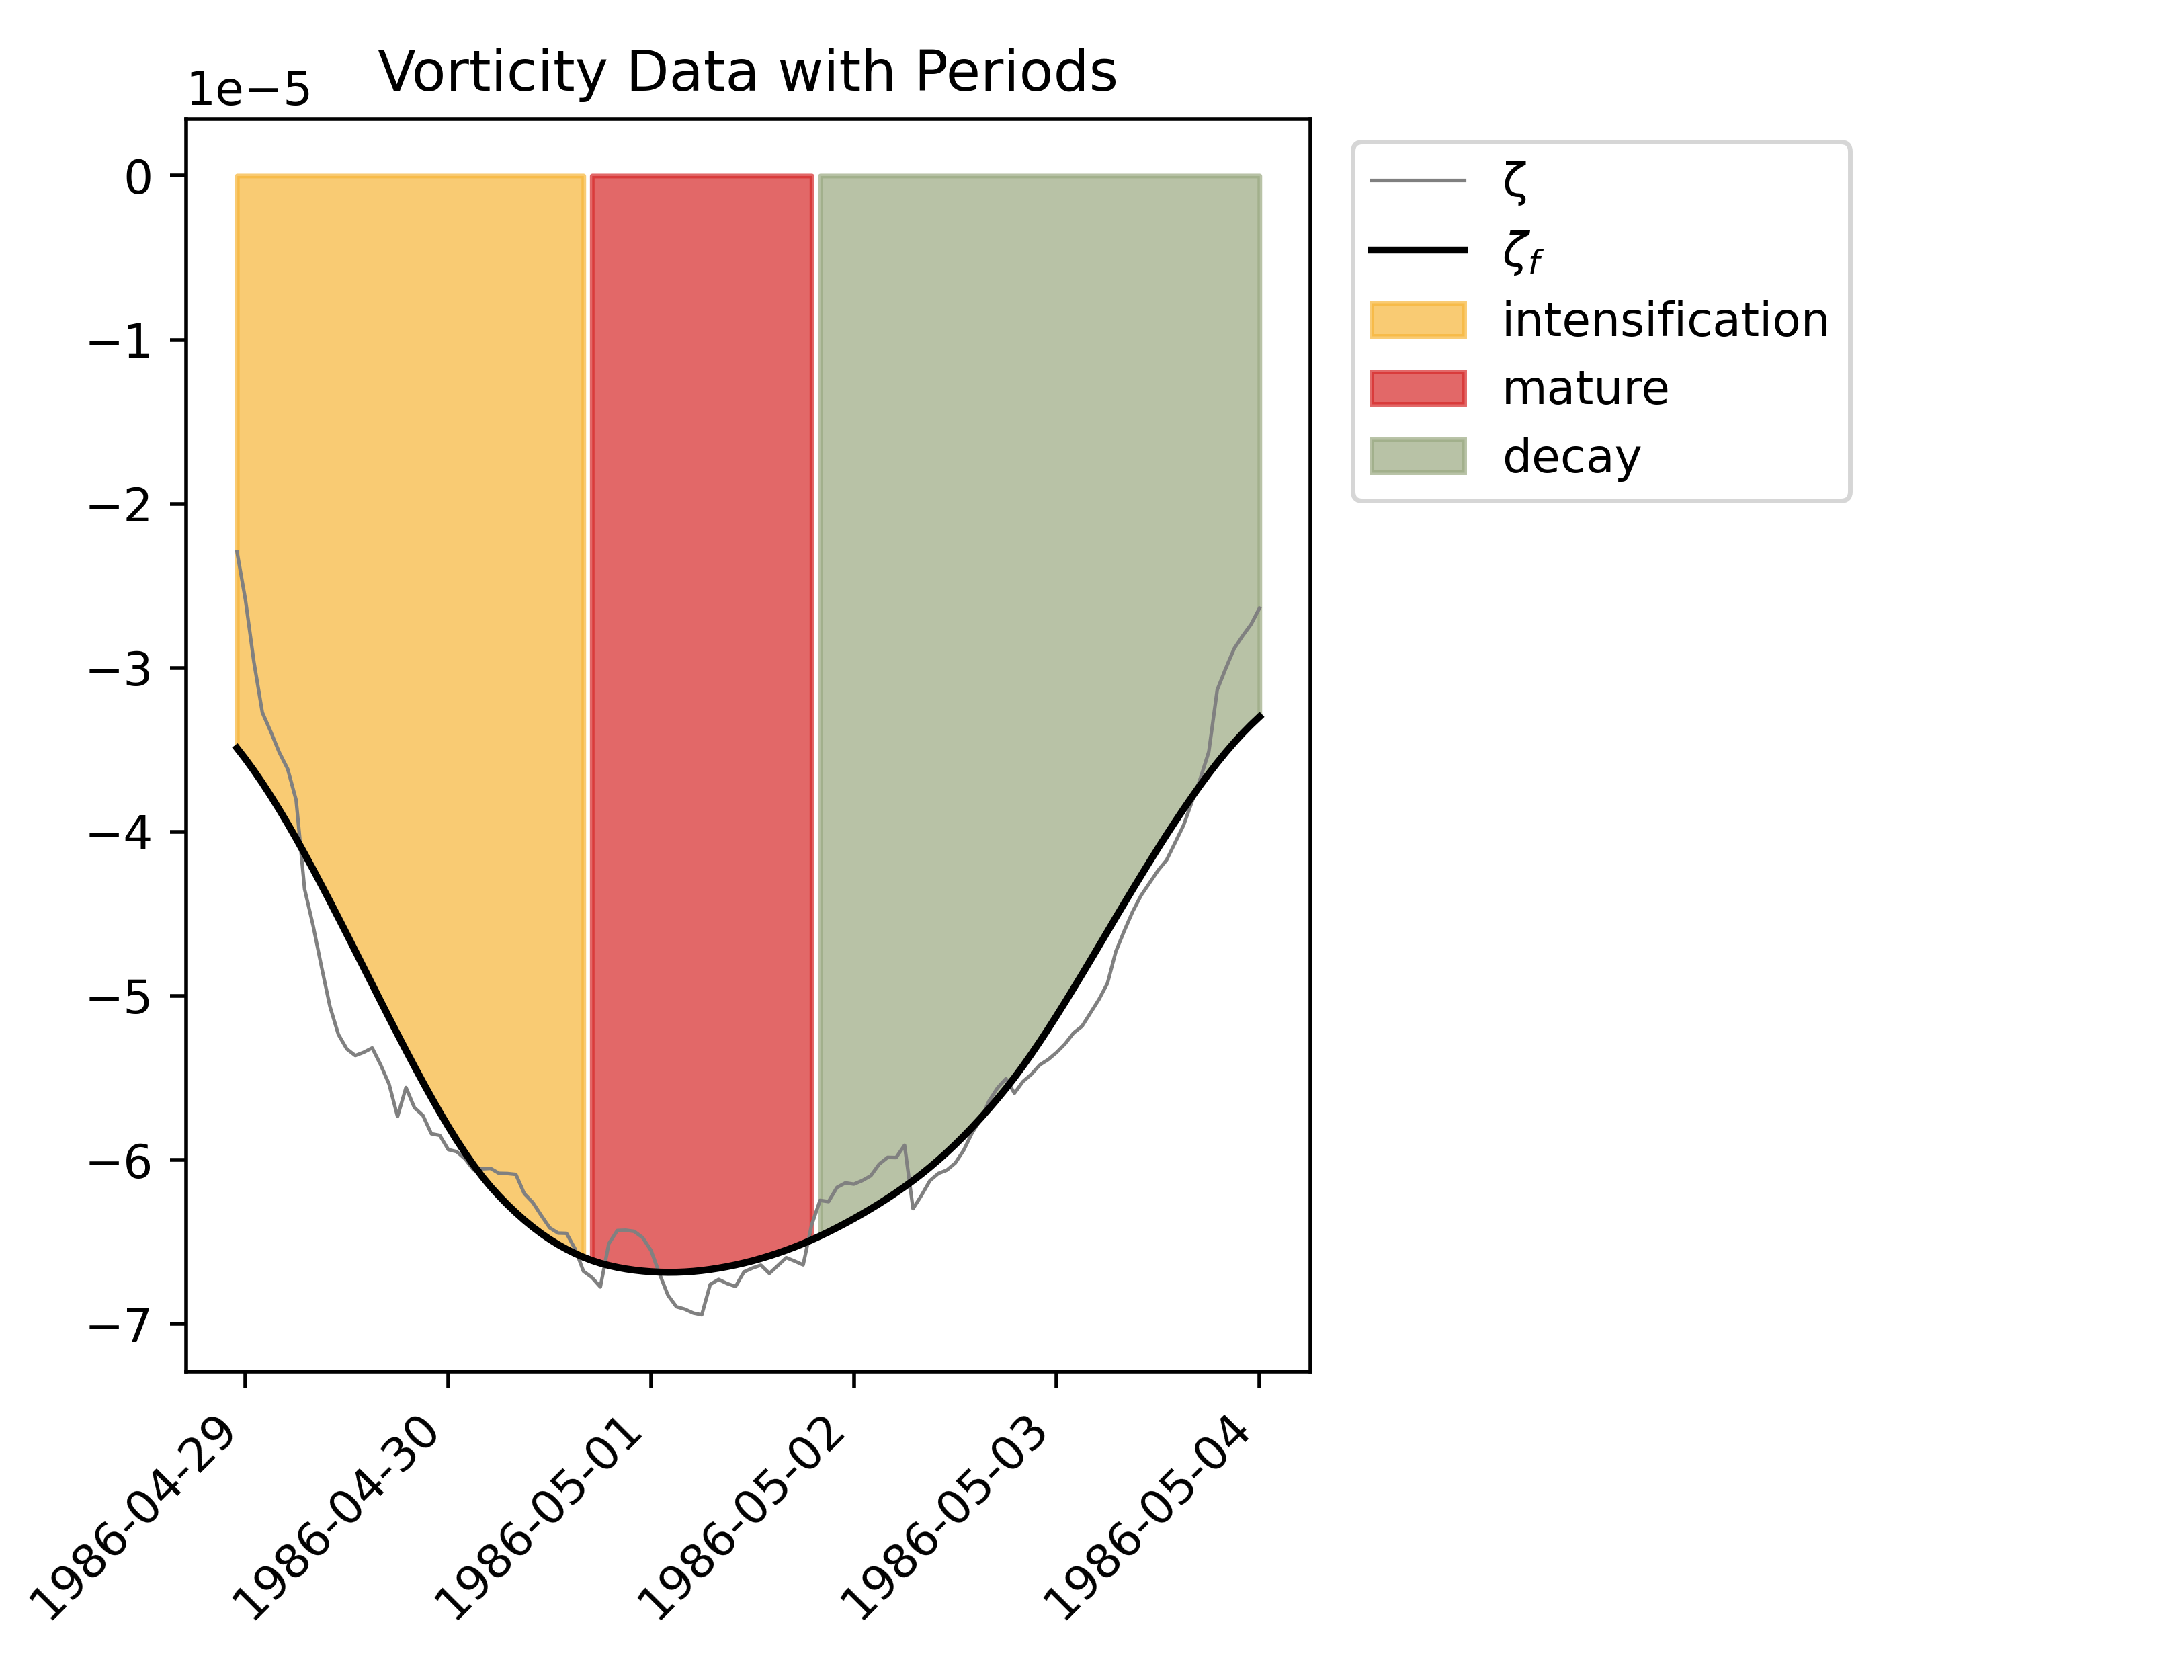 Vorticity Data with Periods
1e−5
0
−1
−2
−3
−4
−5
−6
−7
1986-04-29
1986-04-30
1986-05-01
1986-05-02
1986-05-03
1986-05-04
ζ
ζf
intensification
mature
decay